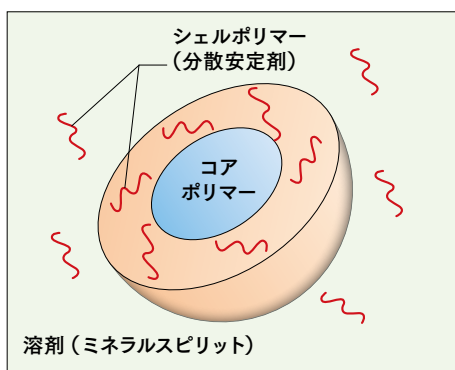 シェルポリマー
（分散安定剤）
コア
ポリマー
溶剤（ミネラルスピリット）